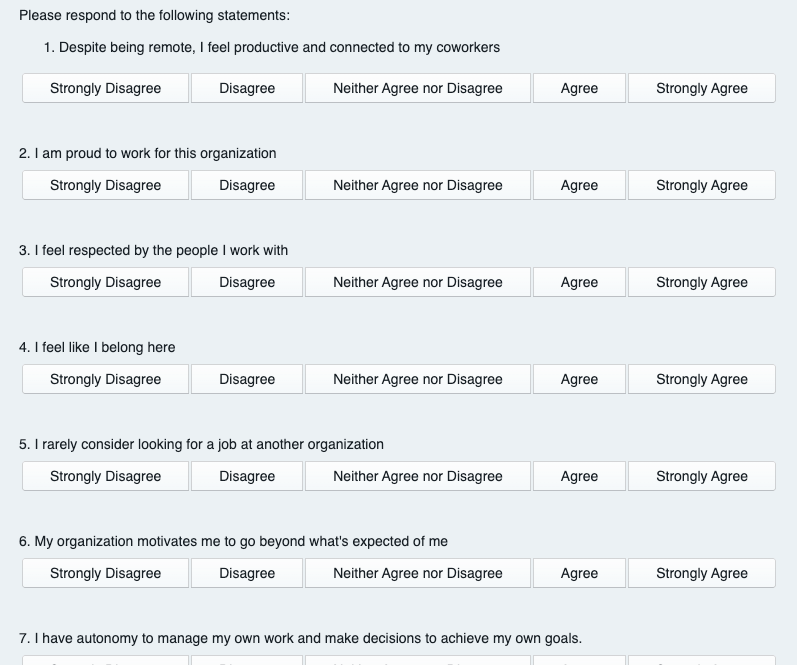 Please respond to the following statements:
1. Despite being remote, I feel productive and connected to my coworkers
Strongly Disagree Disagree Neither Agree nor Disagree Agree Strongly Agree
2. I am proud to work for this organization
Strongly Disagree Disagree Neither Agree nor Disagree Agree Strongly Agree
3. I feel respected by the people I work with
Strongly Disagree Disagree Neither Agree nor Disagree Agree Strongly Agree
4. I feel like I belong here
Strongly Disagree Disagree Neither Agree nor Disagree Agree Strongly Agree
5. I rarely consider looking for a job at another organization
Strongly Disagree Disagree Neither Agree nor Disagree Agree Strongly Agree
6. My organization motivates me to go beyond what's expected of me
Strongly Disagree Disagree Neither Agree nor Disagree Agree Strongly Agree
7. I have autonomy to manage my own work and make decisions to achieve my own goals.